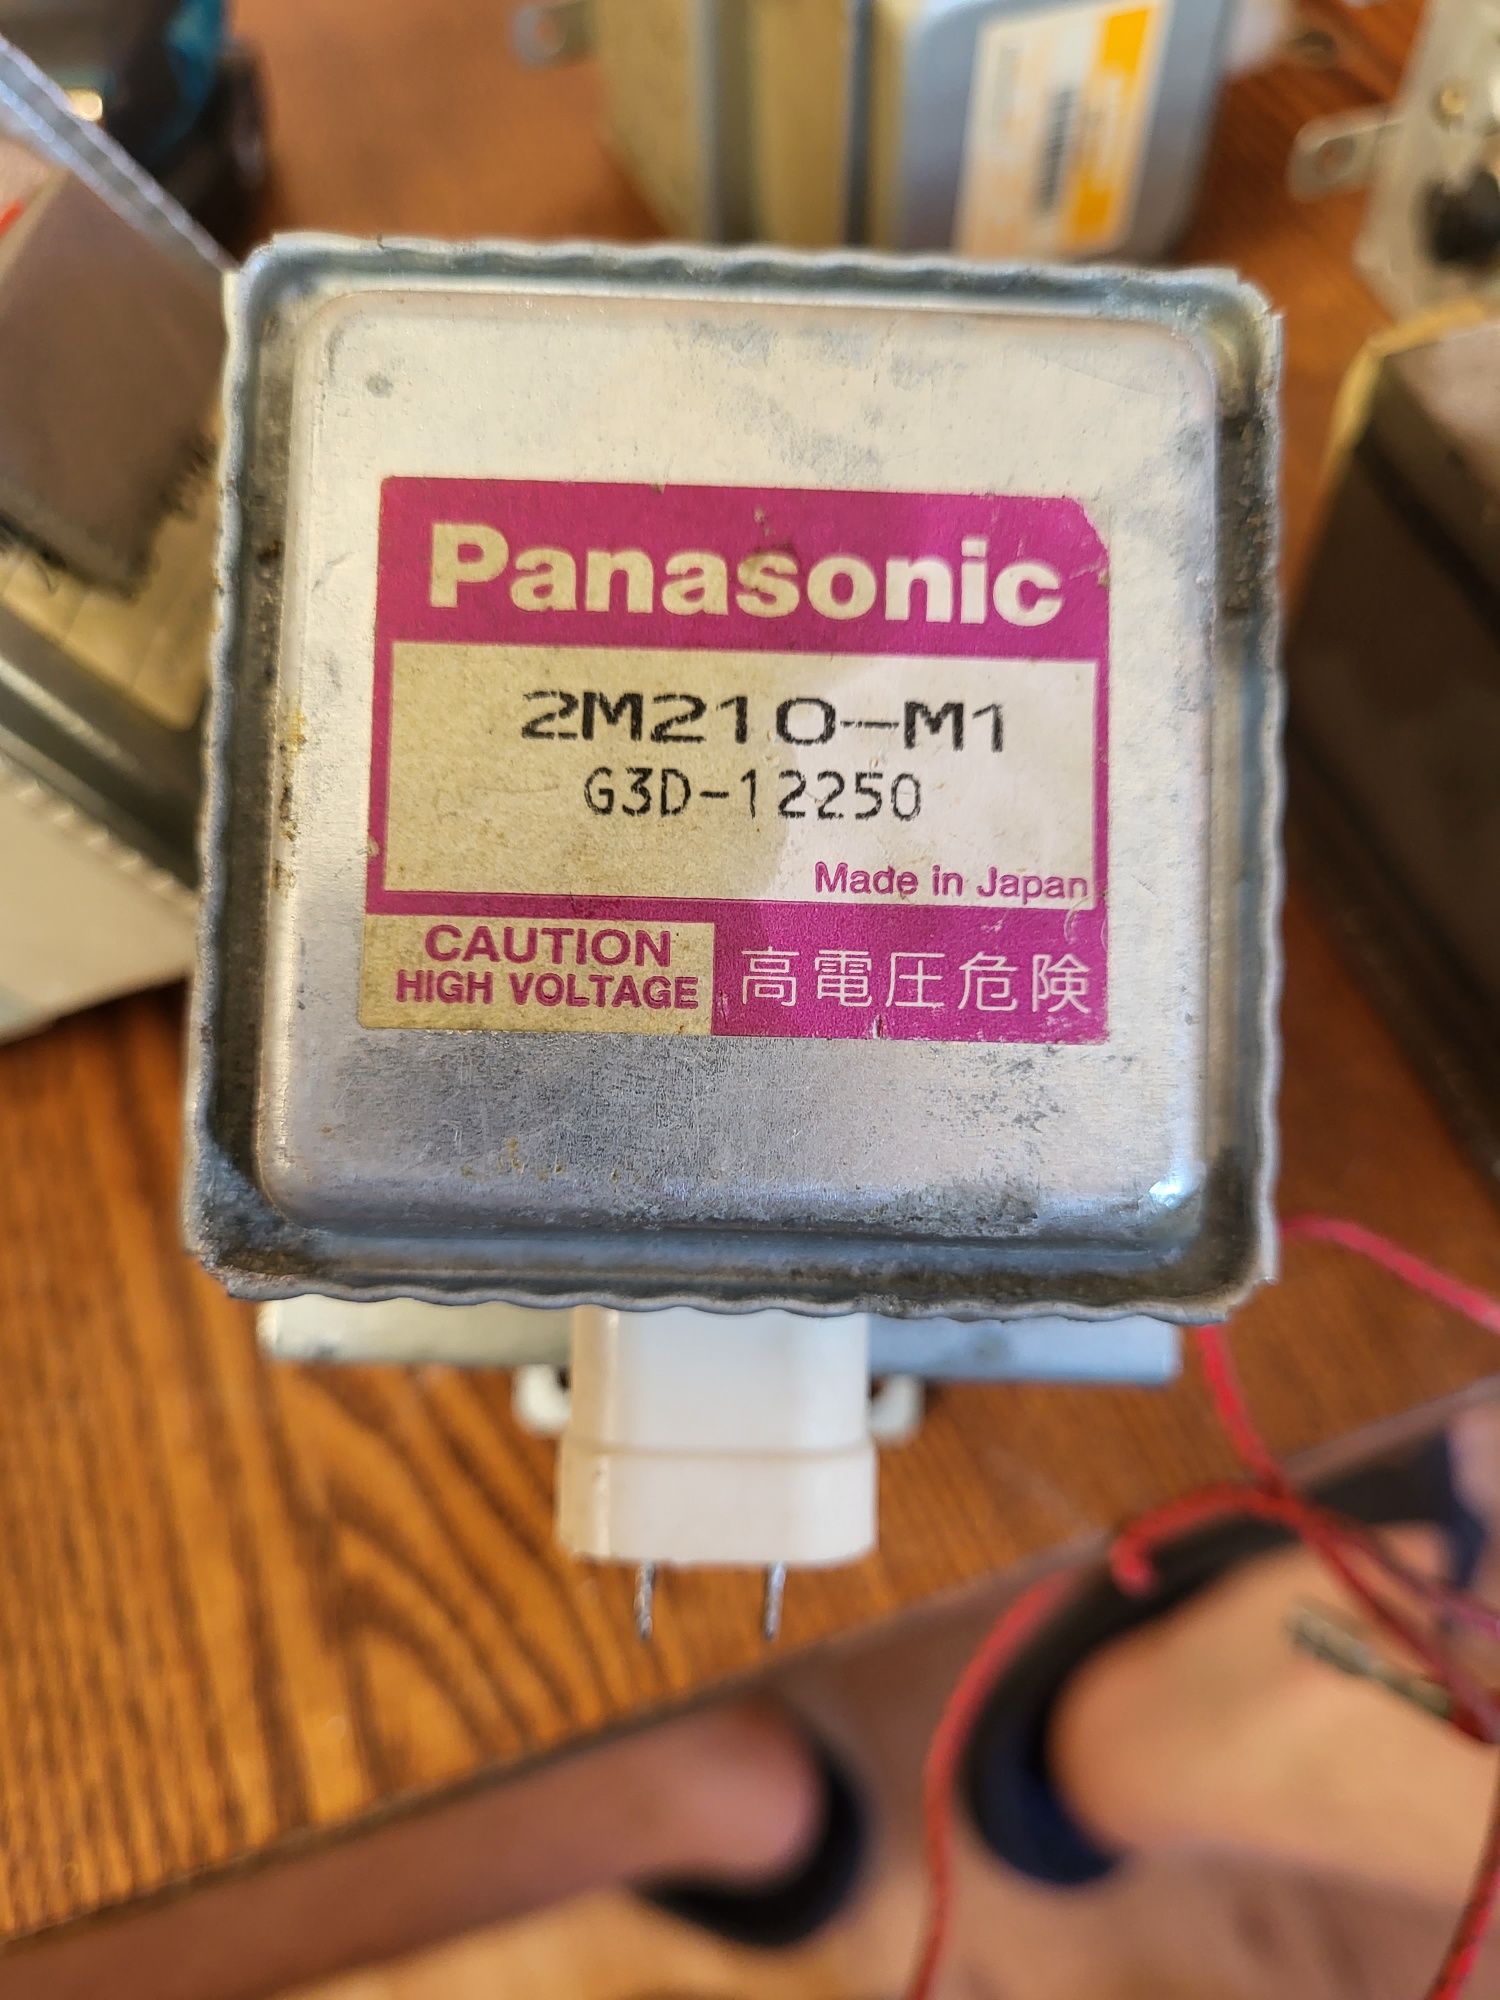 Panasonic
2M210-M1
G3D-12250
Made in Japan
CAUTION
HIGH VOLTAGE
高電圧危険